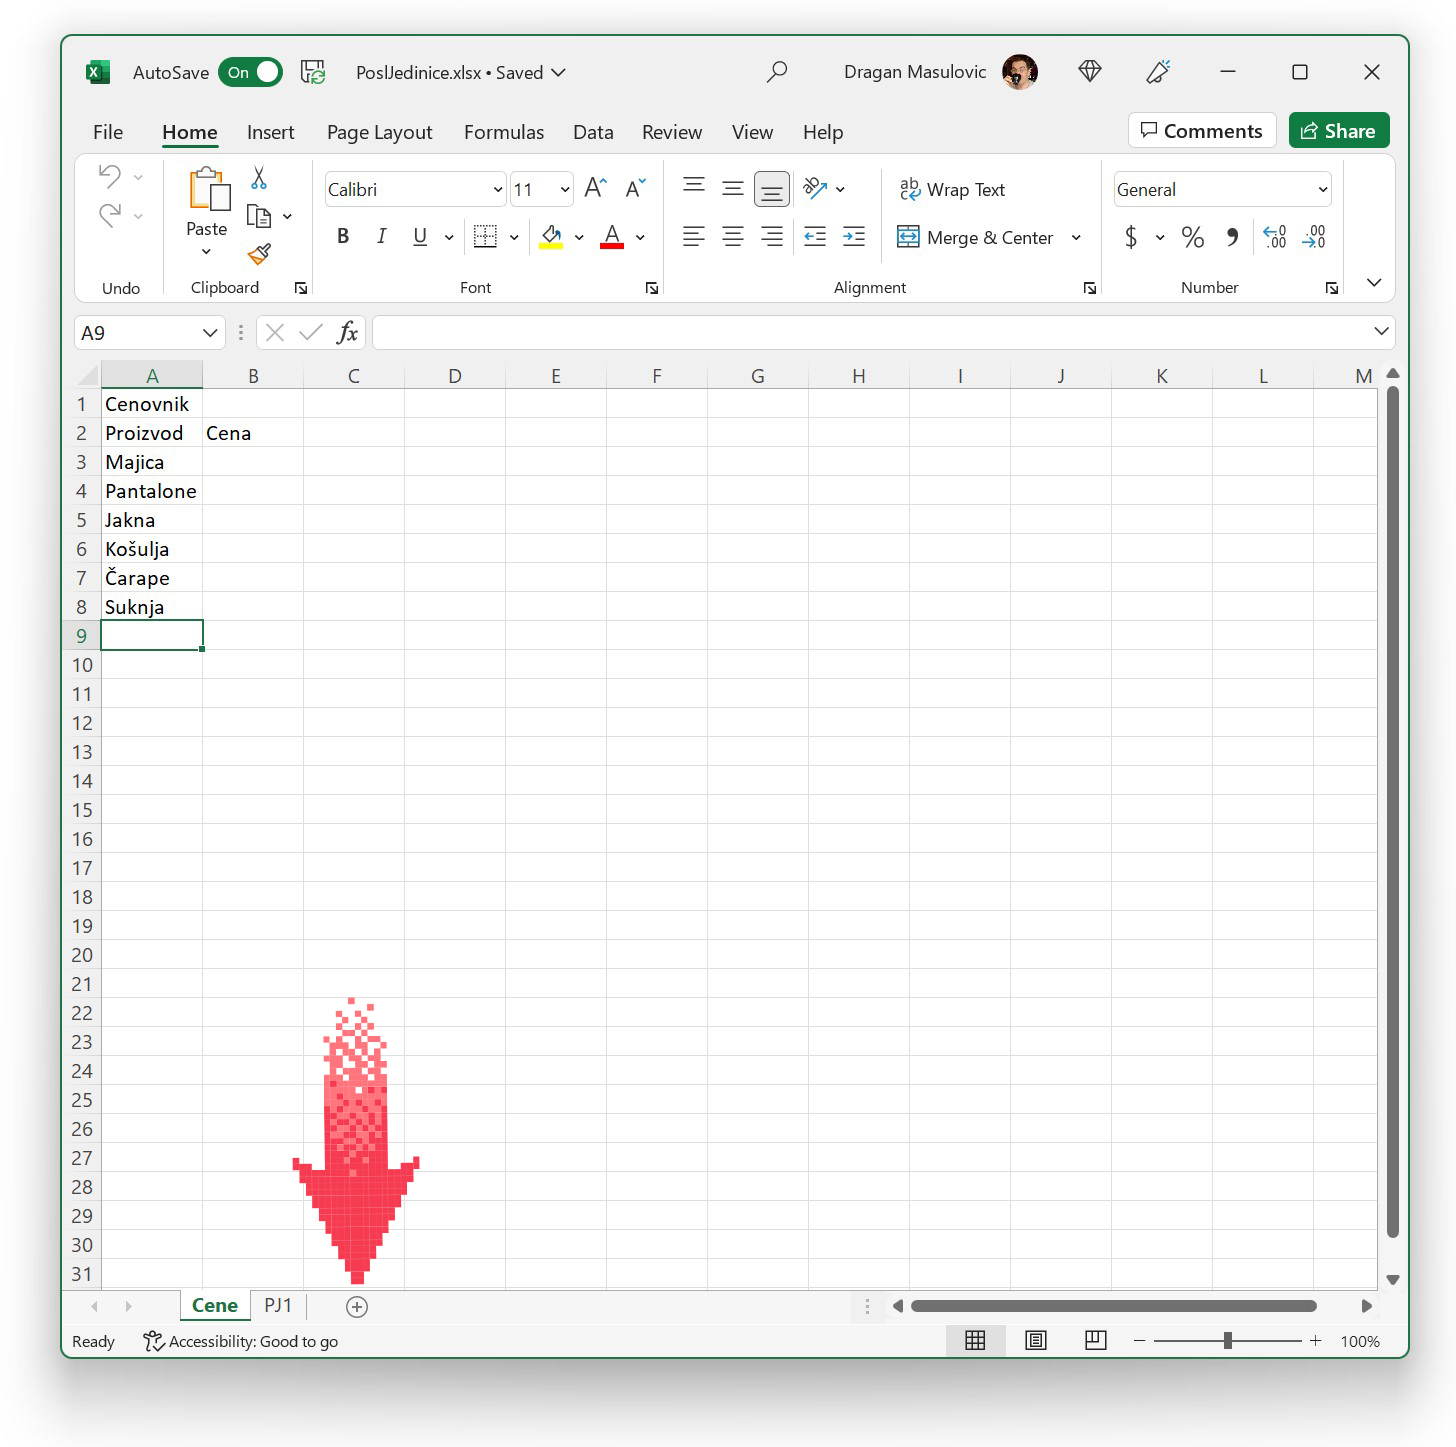 AutoSave On PoslJedinice.xlsx • Saved Dragan Masulovic
File Home Insert Page Layout Formulas Data Review View Help Comments Share
Paste Calibri 11 A A Wrap Text General
B I U A Merge & Center $ % 9 .00 .00
Undo Clipboard Font Alignment Number
A9 fx
A B C D E F G H I J K L M
1 Cenovnik
2 Proizvod Cena
3 Majica
4 Pantalone
5 Jakna
6 Košulja
7 Čarape
8 Suknja
9
10
11
12
13
14
15
16
17
18
19
20
21
22
23
24
25
26
27
28
29
30
31
Cene PJ1
Ready Accessibility: Good to go 100%